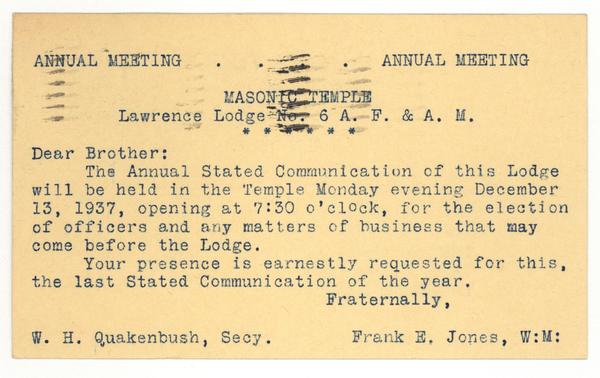 ANNUAL MEETING . . . . ANNUAL MEETING
MASONIC TEMPLE
Lawrence Lodge No. 6 A. F. & A. M.
* * * * * *
Dear Brother:
The Annual Stated Communication of this Lodge
will be held in the Temple Monday evening December
13, 1937, opening at 7:30 o'clock, for the election
of officers and any matters of business that may
come before the Lodge.
Your presence is earnestly requested for this,
the last Stated Communication of the year.
Fraternally,
W. H. Quakenbush, Secy. Frank E. Jones, W:M: